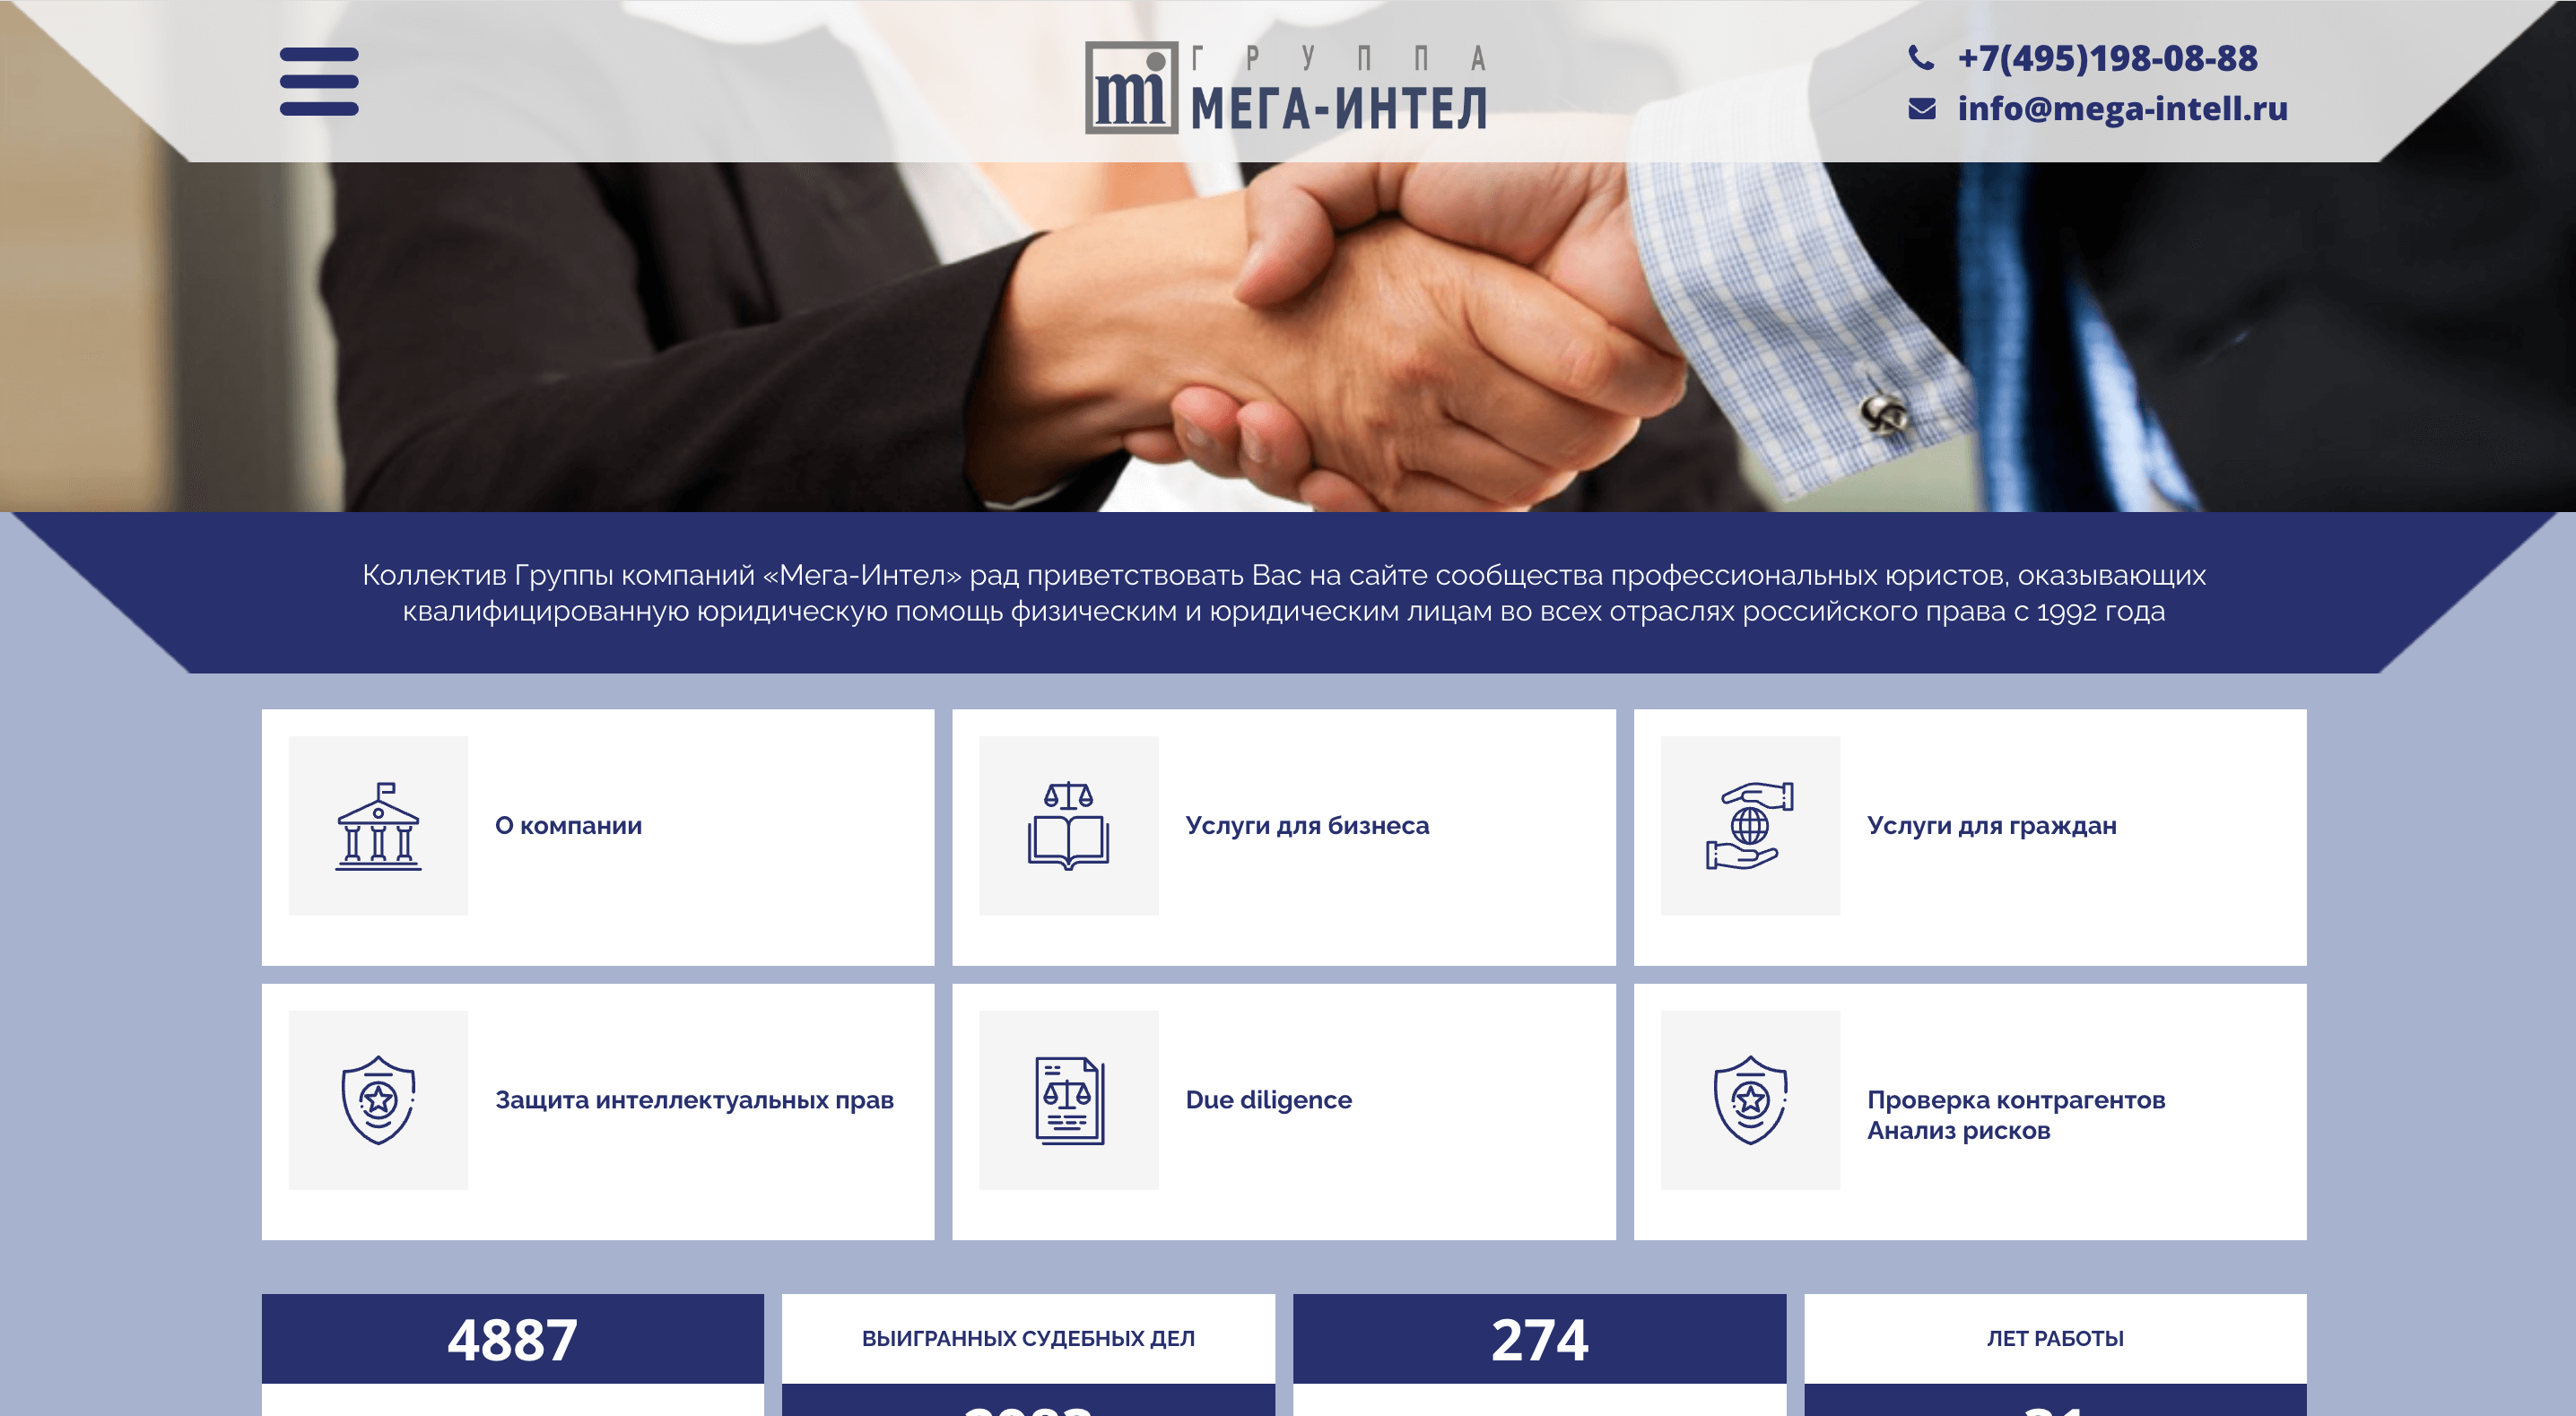 ГРУППА
МЕГА-ИНТЕЛ
+7(495)198-08-88
info@mega-intell.ru
Коллектив Группы компаний «Мега-Интел» рад приветствовать Вас на сайте сообщества профессиональных юристов, оказывающих
квалифицированную юридическую помощь физическим и юридическим лицам во всех отраслях российского права с 1992 года
О компании
Услуги для бизнеса
Услуги для граждан
Защита интеллектуальных прав
Due diligence
Проверка контрагентов
Анализ рисков
4887
ВЫИГРАННЫХ СУДЕБНЫХ ДЕЛ
274
ЛЕТ РАБОТЫ